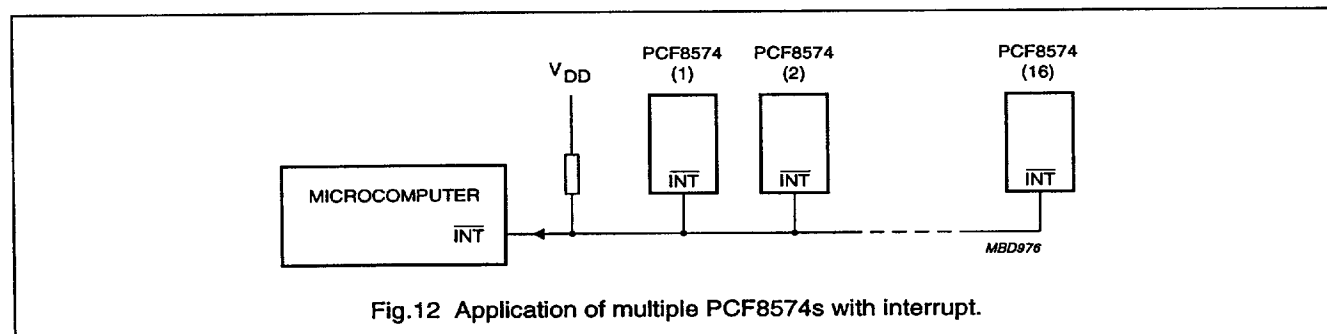 PCF8574 PCF8574 PCF8574
(1) (2) (16)
VDD
INT INT INT
MICROCOMPUTER
INT
MBD976
Fig.12 Application of multiple PCF8574s with interrupt.